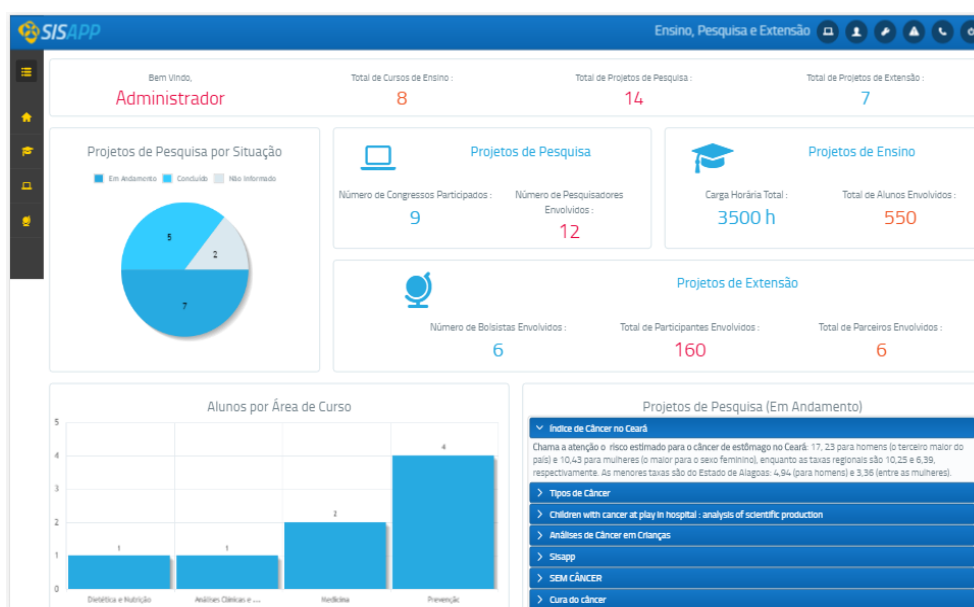 SISAPP
Ensino, Pesquisa e Extensão
Bem Vindo,
Administrador
Total de Cursos de Ensino :
8
Total de Projetos de Pesquisa :
14
Total de Projetos de Extensão :
7
Projetos de Pesquisa por Situação
Em Andamento Concluído Não Informado
5
2
7
Projetos de Pesquisa
Número de Congressos Participados :
9
Número de Pesquisadores
Envolvidos :
12
Projetos de Ensino
Carga Horária Total :
3500 h
Total de Alunos Envolvidos :
550
Projetos de Extensão
Número de Bolsistas Envolvidos :
6
Total de Participantes Envolvidos :
160
Total de Parceiros Envolvidos :
6
Alunos por Área de Curso
5
4
3
2
1
0
1
1
2
4
Dietética e Nutrição
Análises Clínicas e ....
Medicina
Prevenção
Projetos de Pesquisa (Em Andamento)
Índice de Câncer no Ceará
Chama a atenção o risco estimado para o câncer de estômago no Ceará: 17, 23 para homens (o terceiro maior do
país) e 10,43 para mulheres (o maior para o sexo feminino), enquanto as taxas regionais são 10,25 e 6,39,
respectivamente. As menores taxas são do Estado de Alagoas: 4,94 (para homens) e 3,36 (entre as mulheres).
Tipos de Câncer
Children with cancer at play in hospital : analysis of scientific production
Análises de Câncer em Crianças
Sisapp
SEM CÂNCER
Cura do câncer